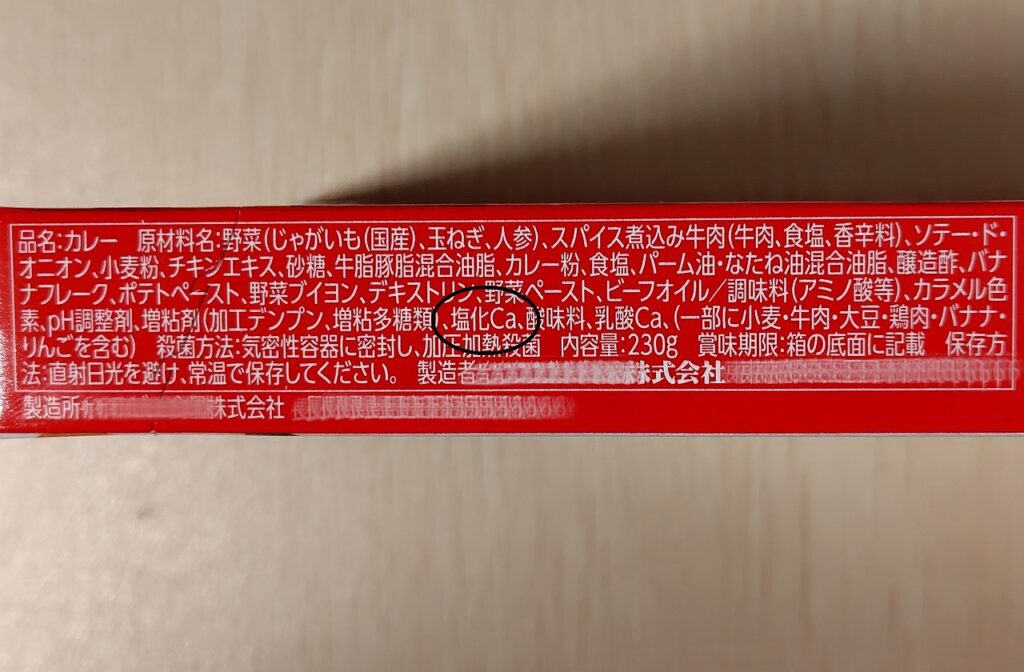 品名:カレー 原材料名:野菜(じゃがいも(国産)、玉ねぎ、人参)、スパイス煮込み牛肉(牛肉、食塩、香辛料)、ソテー・ド・
オニオン、小麦粉、チキンエキス、砂糖、牛脂豚脂混合油脂、カレー粉、食塩、パーム油・なたね油混合油脂、醸造酢、バナ
ナフレーク、ポテトペースト、野菜ブイヨン、デキストリン、野菜ペースト、ビーフオイル/調味料(アミノ酸等)、カラメル色
素、pH調整剤、増粘剤(加工デンプン、増粘多糖類)、塩化Ca、酸味料、乳酸Ca、(一部に小麦・牛肉・大豆・鶏肉・バナナ・
りんごを含む) 殺菌方法:気密性容器に密封し、加圧加熱殺菌 内容量:230g 賞味期限:箱の底面に記載 保存方
法:直射日光を避け、常温で保存してください。 製造者 株式会社
製造所 株式会社